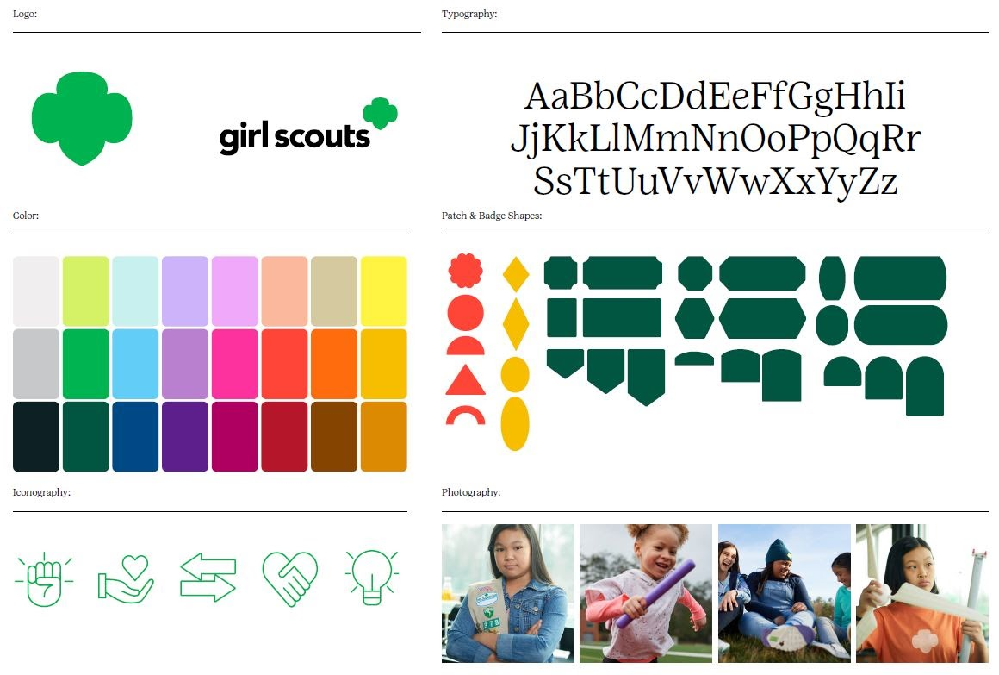 Logo:
Typography:
girl scouts
AaBbCcDdEeFfGgHhIi
JjKkLlMmNnOoPpQqRr
SsTtUuVvWwXxYyZz
Color:
Patch & Badge Shapes:
Iconography:
Photography: